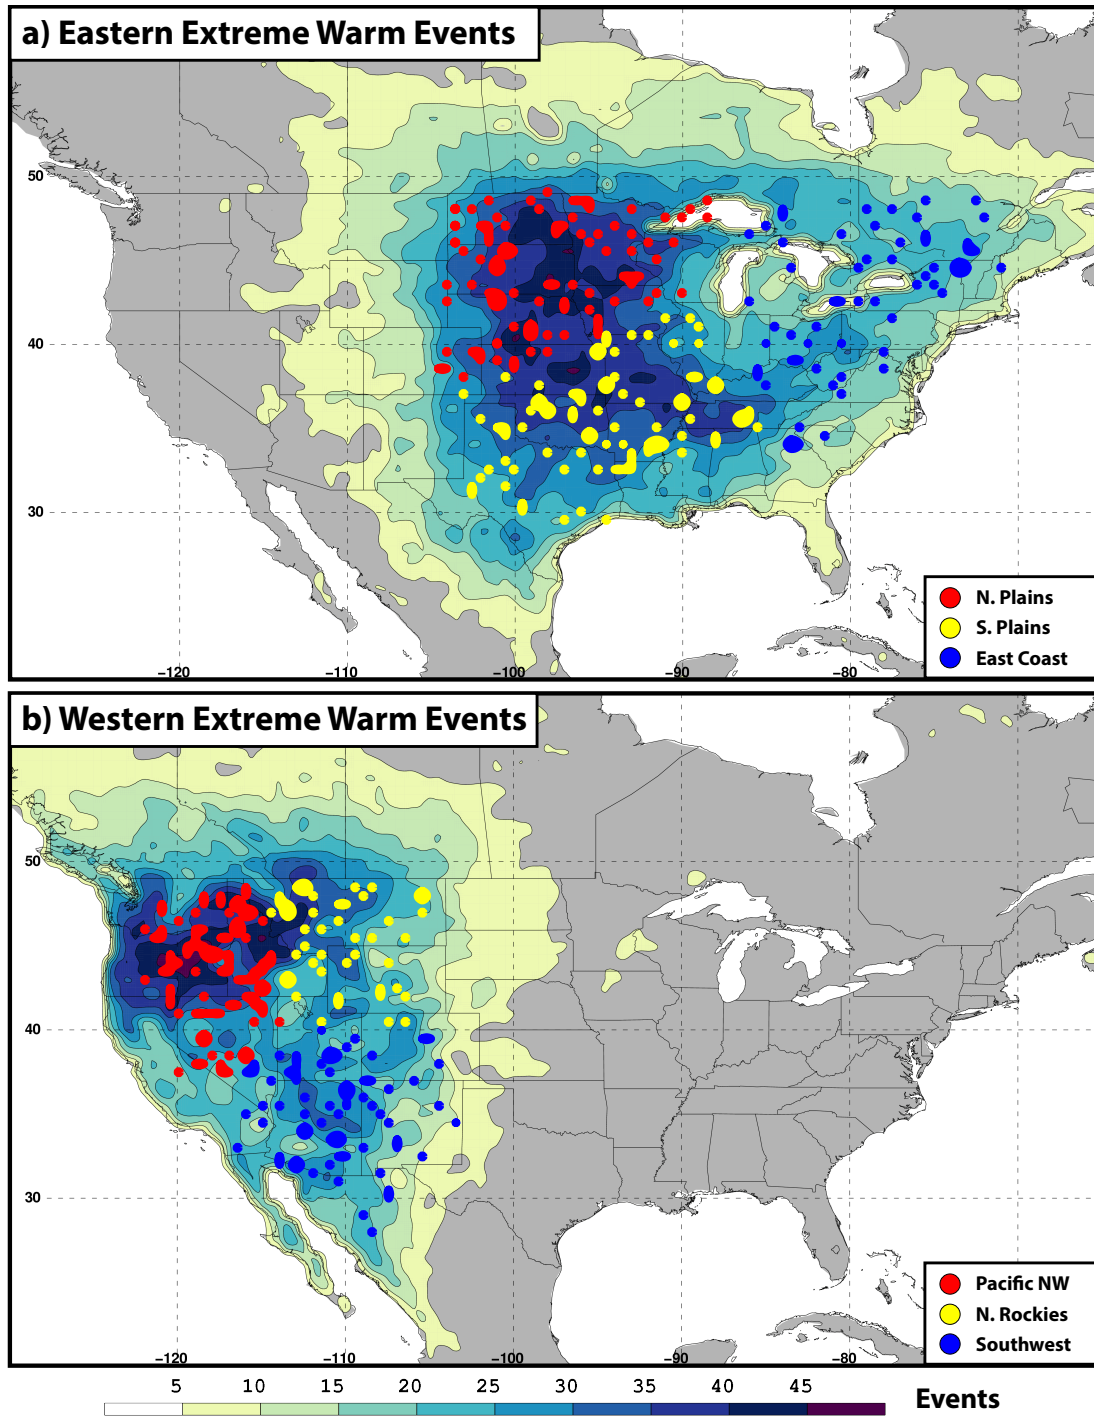 a) Eastern Extreme Warm Events
50
40
30
−120
−110
−100
−90
−80
N. Plains
S. Plains
East Coast
b) Western Extreme Warm Events
50
40
30
−120
−110
−100
−90
−80
Pacific NW
N. Rockies
Southwest
5 10 15 20 25 30 35 40 45
Events